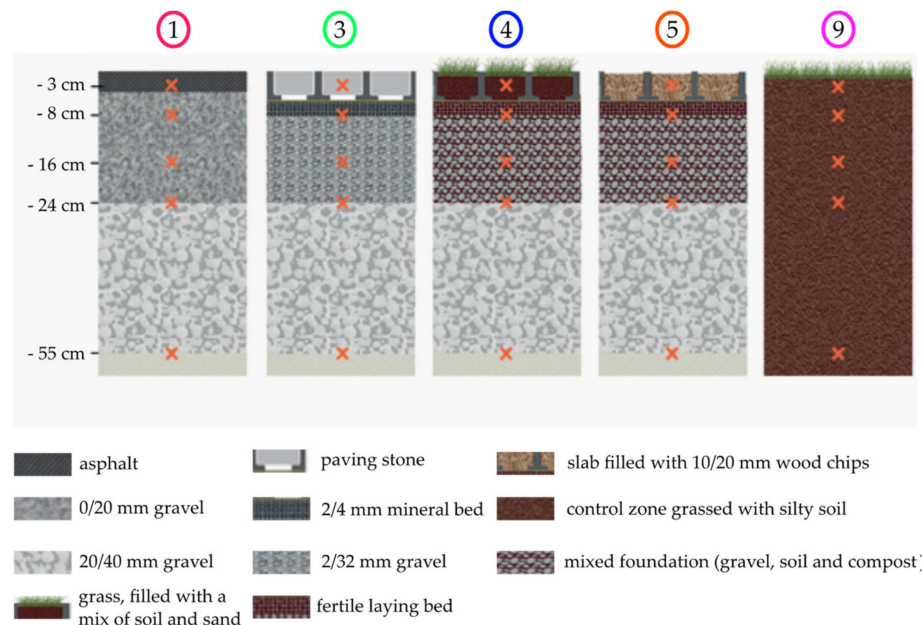 1 3 4 5 9
- 3 cm
- 8 cm
- 16 cm
- 24 cm
- 55 cm
asphalt
paving stone
slab filled with 10/20 mm wood chips
0/20 mm gravel
2/4 mm mineral bed
control zone grassed with silty soil
20/40 mm gravel
2/32 mm gravel
mixed foundation (gravel, soil and compost)
grass, filled with a
mix of soil and sand
fertile laying bed